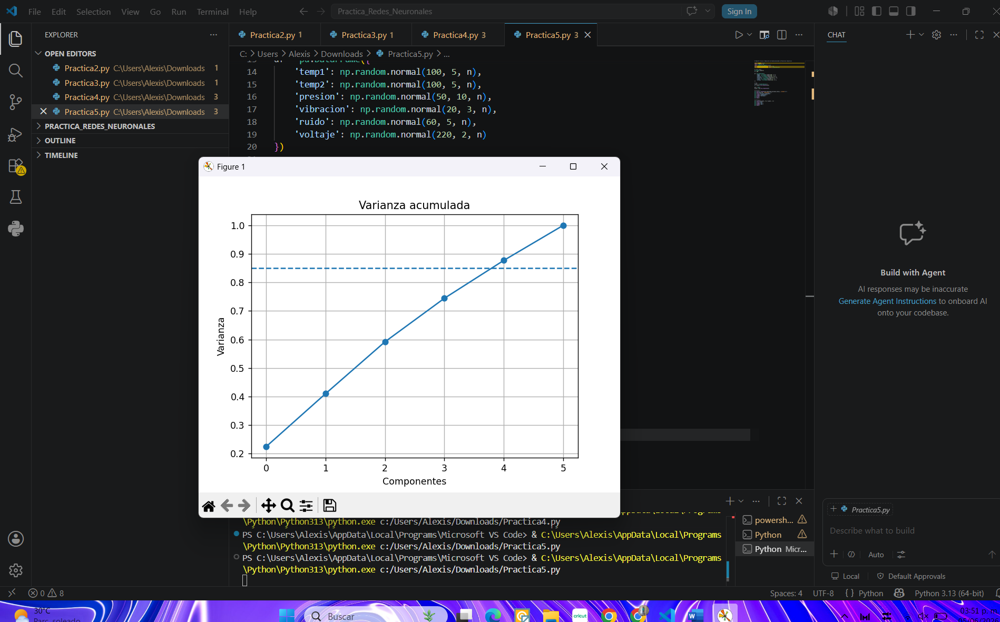 File Edit Selection View Go Run Terminal Help
Practica_Redes_Neuronales
Sign In
EXPLORER
OPEN EDITORS
Practica2.py C:\Users\Alexis\Downloads 1
Practica3.py C:\Users\Alexis\Downloads 1
Practica4.py C:\Users\Alexis\Downloads 3
Practica5.py C:\Users\Alexis\Downloads 3
PRACTICA_REDES_NEURONALES
OUTLINE
TIMELINE
Practica2.py 1
Practica3.py 1
Practica4.py 3
Practica5.py 3
C: > Users > Alexis > Downloads > Practica5.py > ...
14 'temp1': np.random.normal(100, 5, n),
15 'temp2': np.random.normal(100, 5, n),
16 'presion': np.random.normal(50, 10, n),
17 'vibracion': np.random.normal(20, 3, n),
18 'ruido': np.random.normal(60, 5, n),
19 'voltaje': np.random.normal(220, 2, n)
20 })
Figure 1
Varianza acumulada
1.0
0.9
0.8
0.7
0.6
0.5
0.4
0.3
0.2
Varianza
0 1 2 3 4 5
Componentes
\Python\Python313\python.exe c:/Users/Alexis/Downloads/Practica4.py
PS C:\Users\Alexis\AppData\Local\Programs\Microsoft VS Code> & C:\Users\Alexis\AppData\Local\Programs
\Python\Python313\python.exe c:/Users/Alexis/Downloads/Practica5.py
PS C:\Users\Alexis\AppData\Local\Programs\Microsoft VS Code> & C:\Users\Alexis\AppData\Local\Programs
\Python\Python313\python.exe c:/Users/Alexis/Downloads/Practica5.py
powersh...
Python
Python Micr...
CHAT
Build with Agent
AI responses may be inaccurate
Generate Agent Instructions to onboard AI
onto your codebase.
Practica5.py
Describe what to build
Auto
Local
Default Approvals
0 8
Spaces: 4 UTF-8 { } Python Python 3.13 (64-bit)
30°C
Parc. soleado
Buscar
cricut
03:51 p. m.